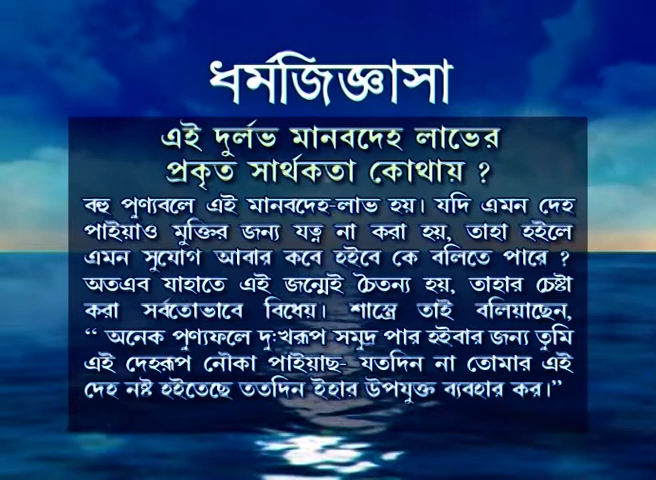 ধর্মজিজ্ঞাসা
এই দুর্লভ মানবদেহ লাভের
প্রকৃত সার্থকতা কোথায় ?
বহু পুণ্যবলে এই মানবদেহ-লাভ হয়। যদি এমন দেহ
পাইয়াও মুক্তির জন্য যত্ন না করা হয়, তাহা হইলে
এমন সুযোগ আবার কবে হইবে কে বলিতে পারে ?
অতএব যাহাতে এই জন্মেই চৈতন্য হয়, তাহার চেষ্টা
করা সর্বতোভাবে বিধেয়। শাস্ত্রে তাই বলিয়াছেন,
“ অনেক পুণ্যফলে দুঃখরূপ সমুদ্র পার হইবার জন্য তুমি
এই দেহরূপ নৌকা পাইয়াছ- যতদিন না তোমার এই
দেহ নষ্ট হইতেছে ততদিন ইহার উপযুক্ত ব্যবহার কর।”